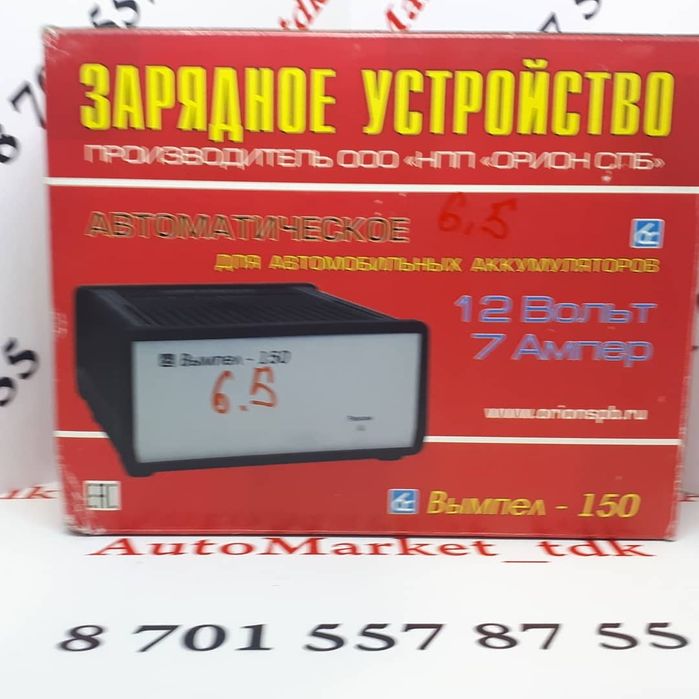 ЗАРЯДНОЕ УСТРОЙСТВО
ПРОИЗВОДИТЕЛЬ ООО «НПП «ОРИОН СПБ»
АВТОМАТИЧЕСКОЕ 6.5
ДЛЯ АВТОМОБИЛЬНЫХ АККУМУЛЯТОРОВ
12 Вольт
7 Ампер
Вымпел - 150
6.5
www.orionspb.ru
EAC
Вымпел - 150
AutoMarket_tdk
8 701 557 87 55